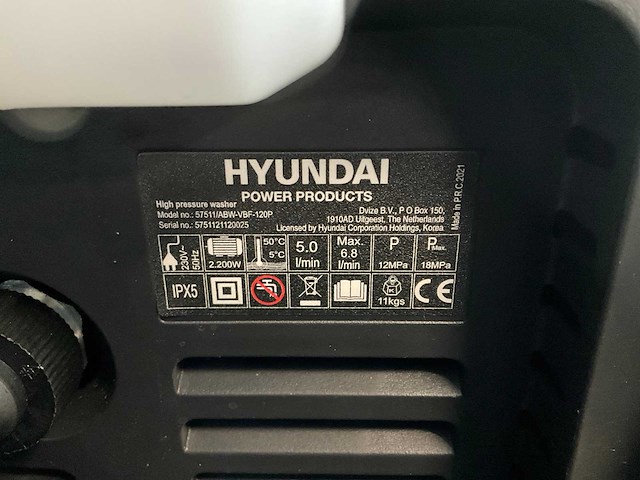 HYUNDAI
POWER PRODUCTS
High pressure washer
Model no.: 57511/ABW-VBF-120P
Serial no.: 5751121120025
Dvize B.V., P O Box 150,
1910AD Uitgeest, The Netherlands
Licensed by Hyundai Corporation Holdings, Korea
Made in P.R.C 2021
230V~
50Hz
2.200W
50°C
5°C
5.0
l/min
Max.
6.8
l/min
P
12MPa
PMax.
18MPa
IPX5
11kgs
CE